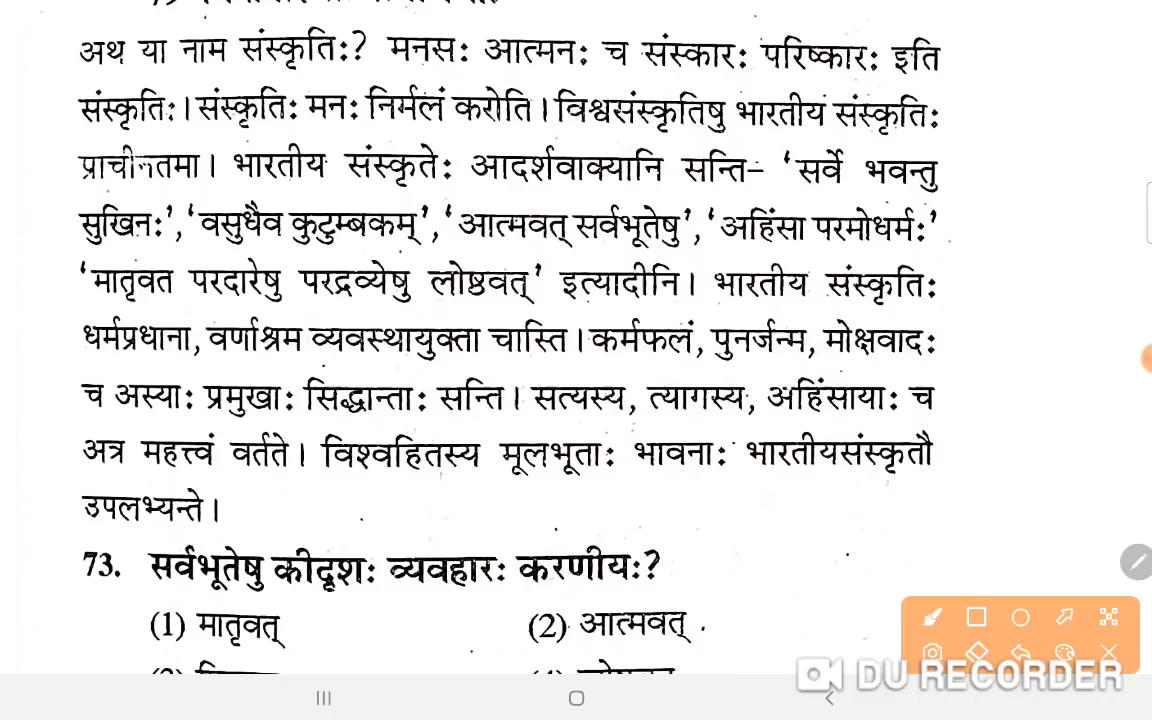 अथ या नाम संस्कृतिः? मनसः आत्मनः च संस्कारः परिष्कारः इति
संस्कृतिः। संस्कृतिः मनः निर्मलं करोति। विश्वसंस्कृतिषु भारतीय संस्कृतिः
प्राचीनतमा। भारतीय संस्कृतेः आदर्शवाक्यानि सन्ति– 'सर्वे भवन्तु
सुखिनः', 'वसुधैव कुटुम्बकम्', 'आत्मवत् सर्वभूतेषु', 'अहिंसा परमोधर्मः'
'मातृवत परदारेषु परद्रव्येषु लोष्ठवत्' इत्यादीनि। भारतीय संस्कृतिः
धर्मप्रधाना, वर्णाश्रम व्यवस्थायुक्ता चास्ति। कर्मफलं, पुनर्जन्म, मोक्षवादः
च अस्याः प्रमुखाः सिद्धान्ताः सन्ति। सत्यस्य, त्यागस्य, अहिंसायाः च
अत्र महत्त्वं वर्तते। विश्वहितस्य मूलभूताः भावनाः भारतीयसंस्कृतौ
उपलभ्यन्ते।
73. सर्वभूतेषु कीदृशः व्यवहारः करणीयः?
(1) मातृवत् (2) आत्मवत्
DU RECORDER